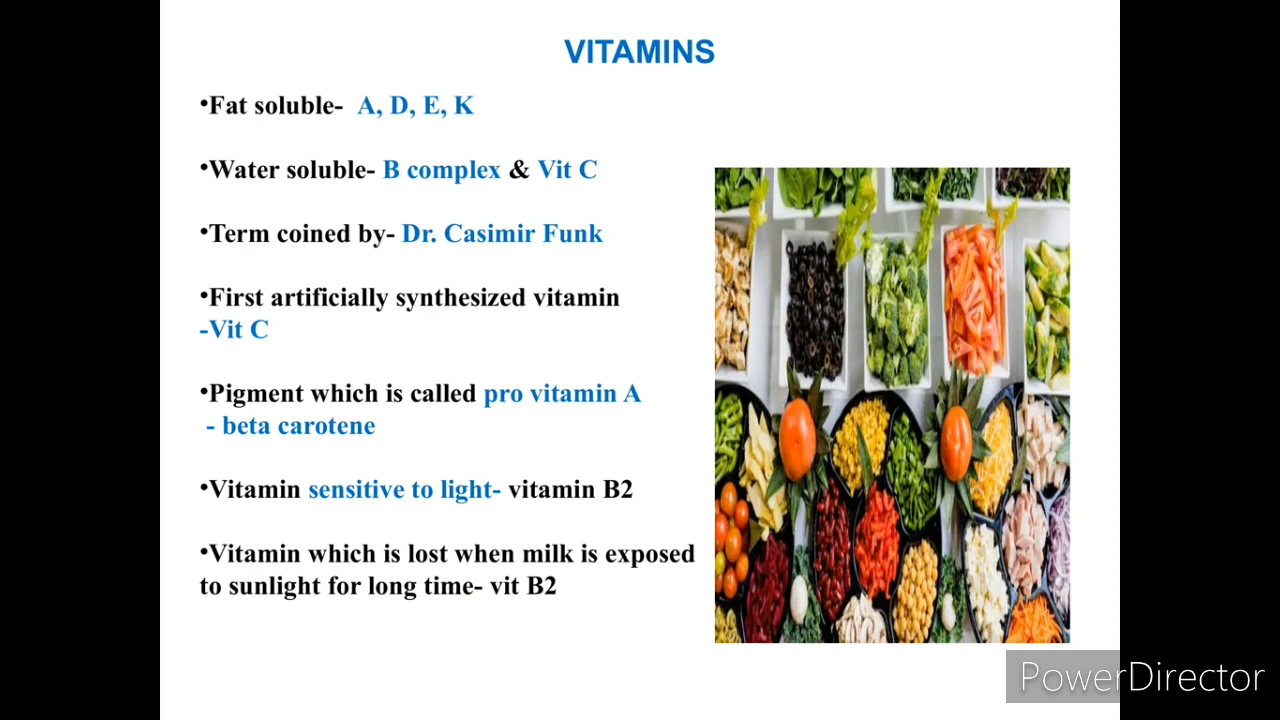 VITAMINS
•Fat soluble- A, D, E, K
•Water soluble- B complex & Vit C
•Term coined by- Dr. Casimir Funk
•First artificially synthesized vitamin
-Vit C
•Pigment which is called pro vitamin A
- beta carotene
•Vitamin sensitive to light- vitamin B2
•Vitamin which is lost when milk is exposed
to sunlight for long time- vit B2
PowerDirector